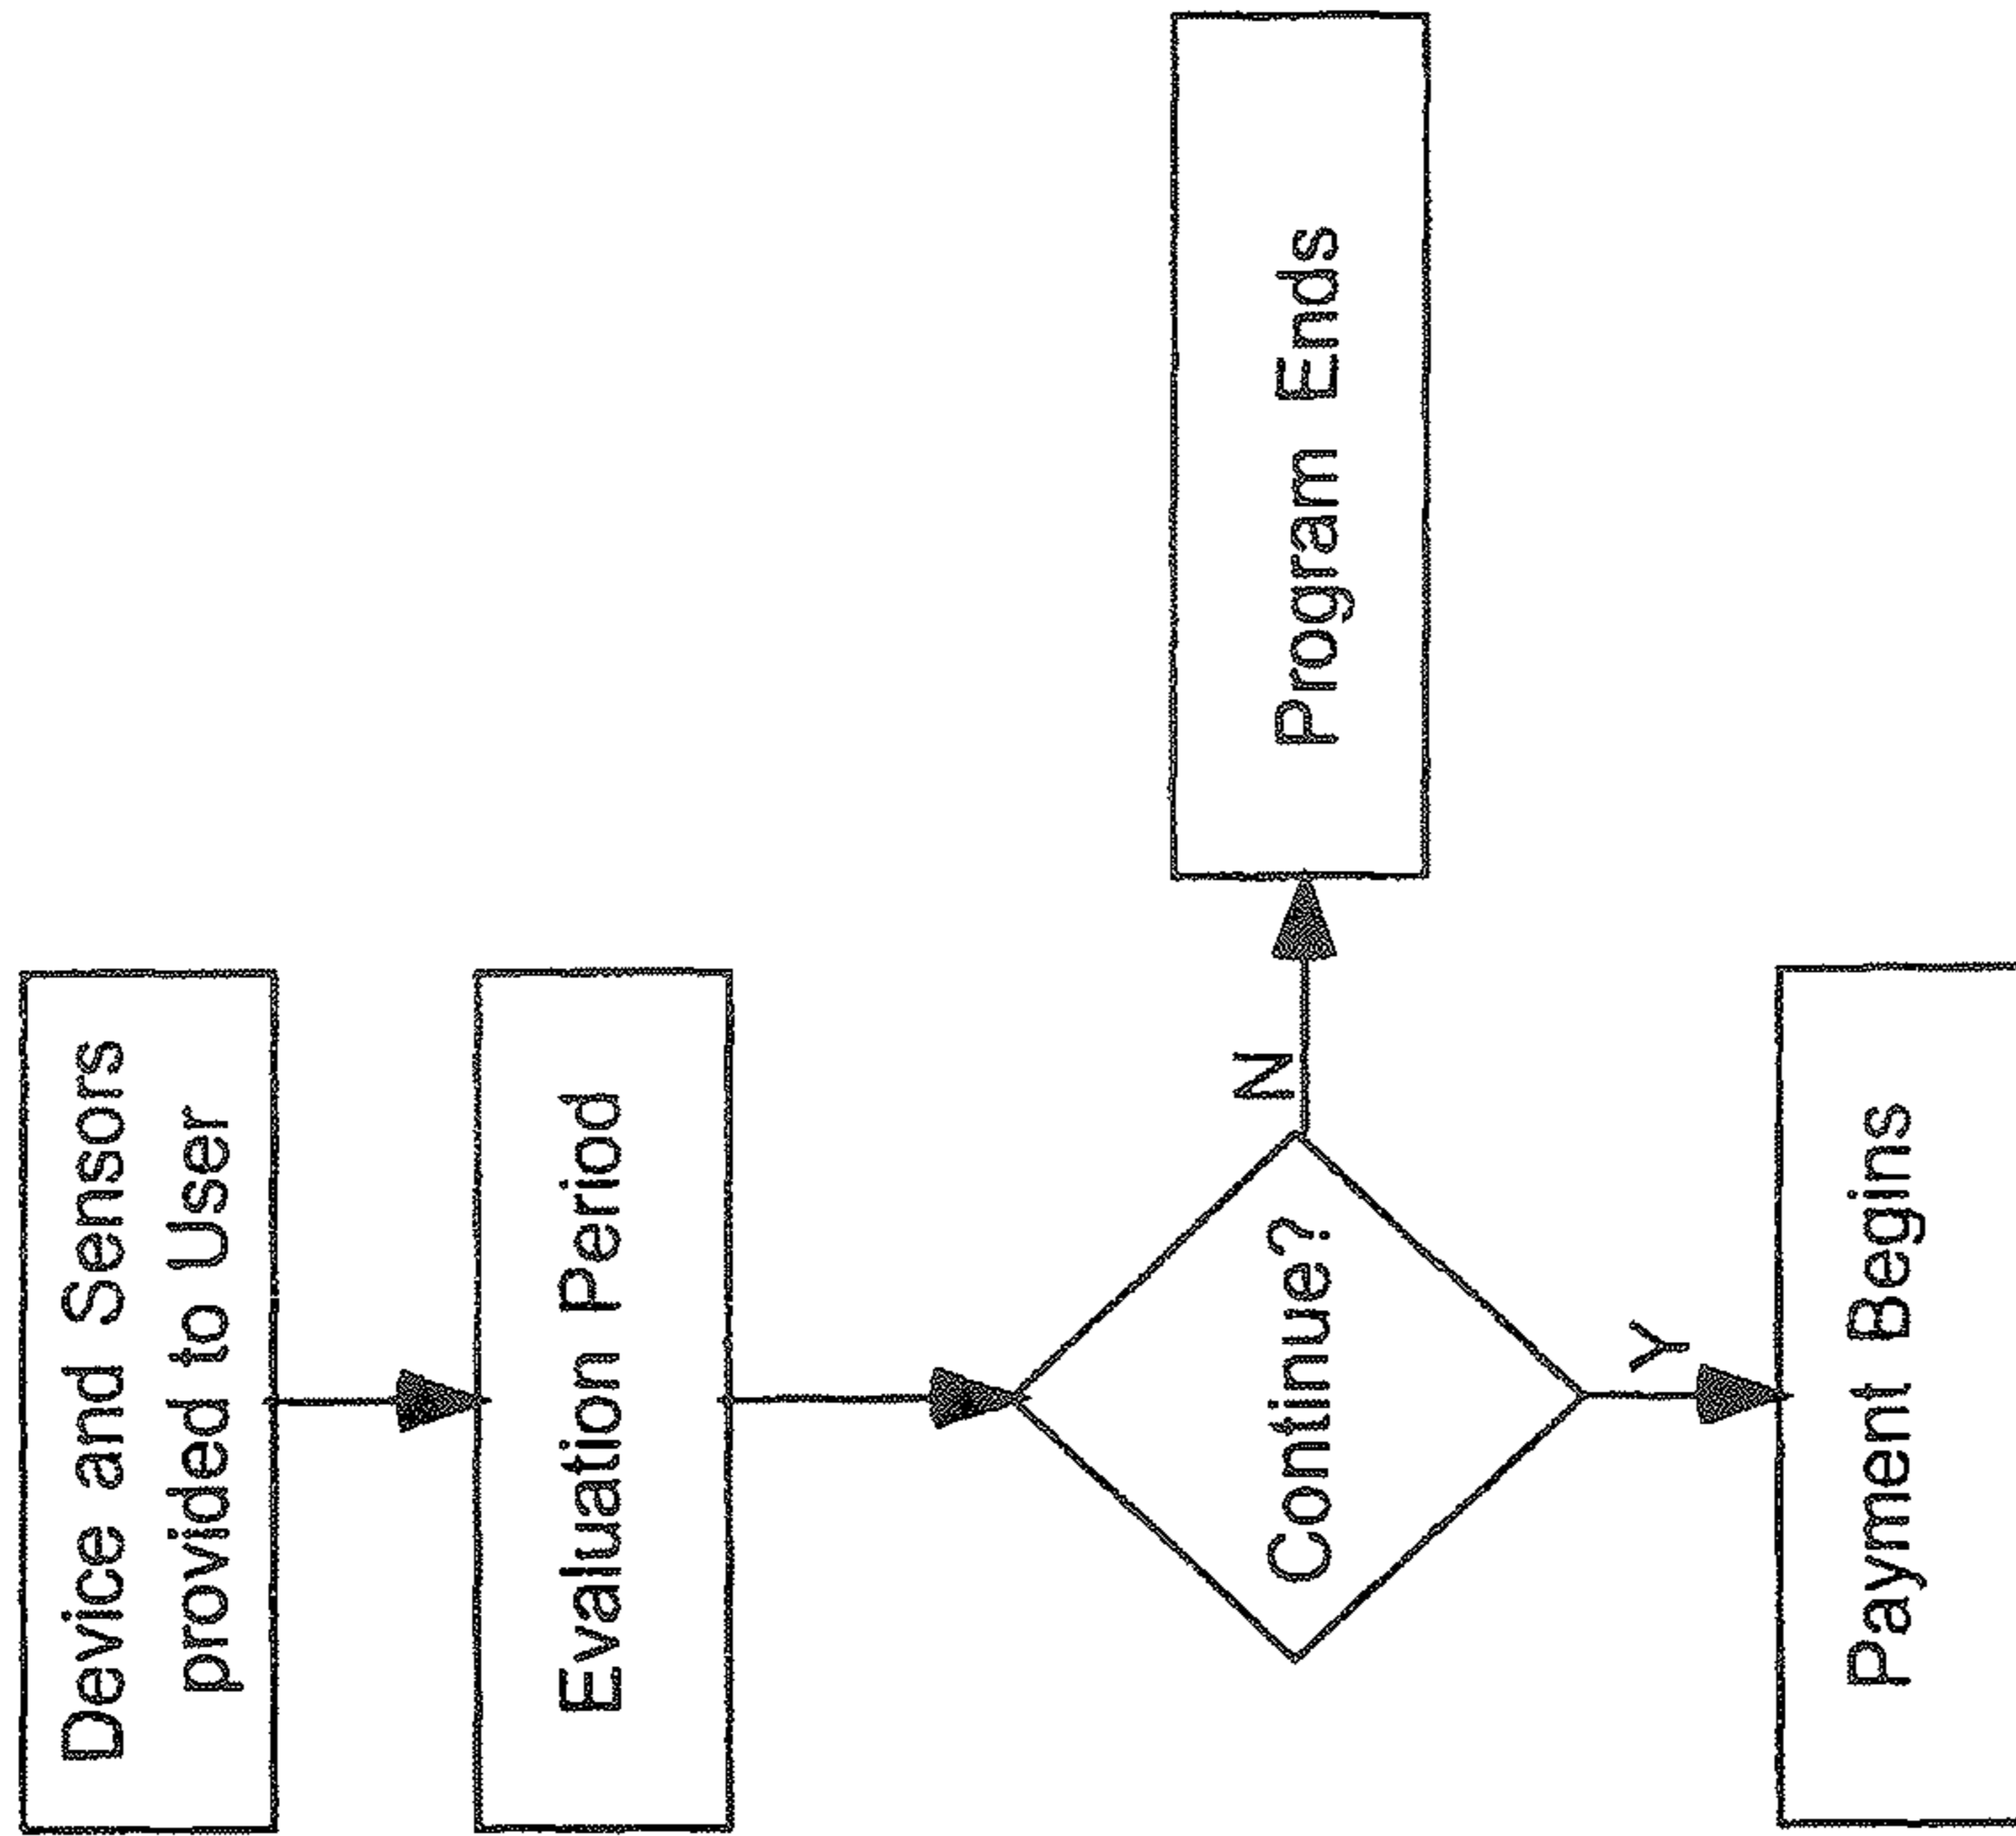 Device and Sensors
provided to User
Evaluation Period
Continue?
N
Program Ends
Y
Payment Begins